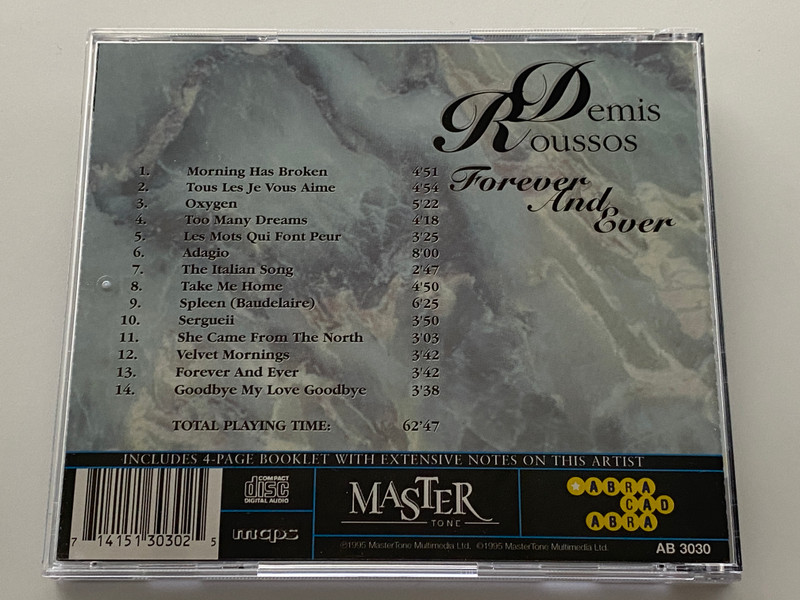 Demis
Roussos
Forever
And
Ever
1. Morning Has Broken 4'51
2. Tous Les Je Vous Aime 4'54
3. Oxygen 5'22
4. Too Many Dreams 4'18
5. Les Mots Qui Font Peur 3'25
6. Adagio 8'00
7. The Italian Song 2'47
8. Take Me Home 4'50
9. Spleen (Baudelaire) 6'25
10. Sergueii 3'50
11. She Came From The North 3'03
12. Velvet Mornings 3'42
13. Forever And Ever 3'42
14. Goodbye My Love Goodbye 3'38
TOTAL PLAYING TIME: 62'47
INCLUDES 4-PAGE BOOKLET WITH EXTENSIVE NOTES ON THIS ARTIST
7 14151 30302 5
COMPACT
disc
DIGITAL AUDIO
mcps
MASTER
TONE
℗1995 MasterTone Multimedia Ltd. ©1995 MasterTone Multimedia Ltd.
ABRA
CAD
ABRA
AB 3030